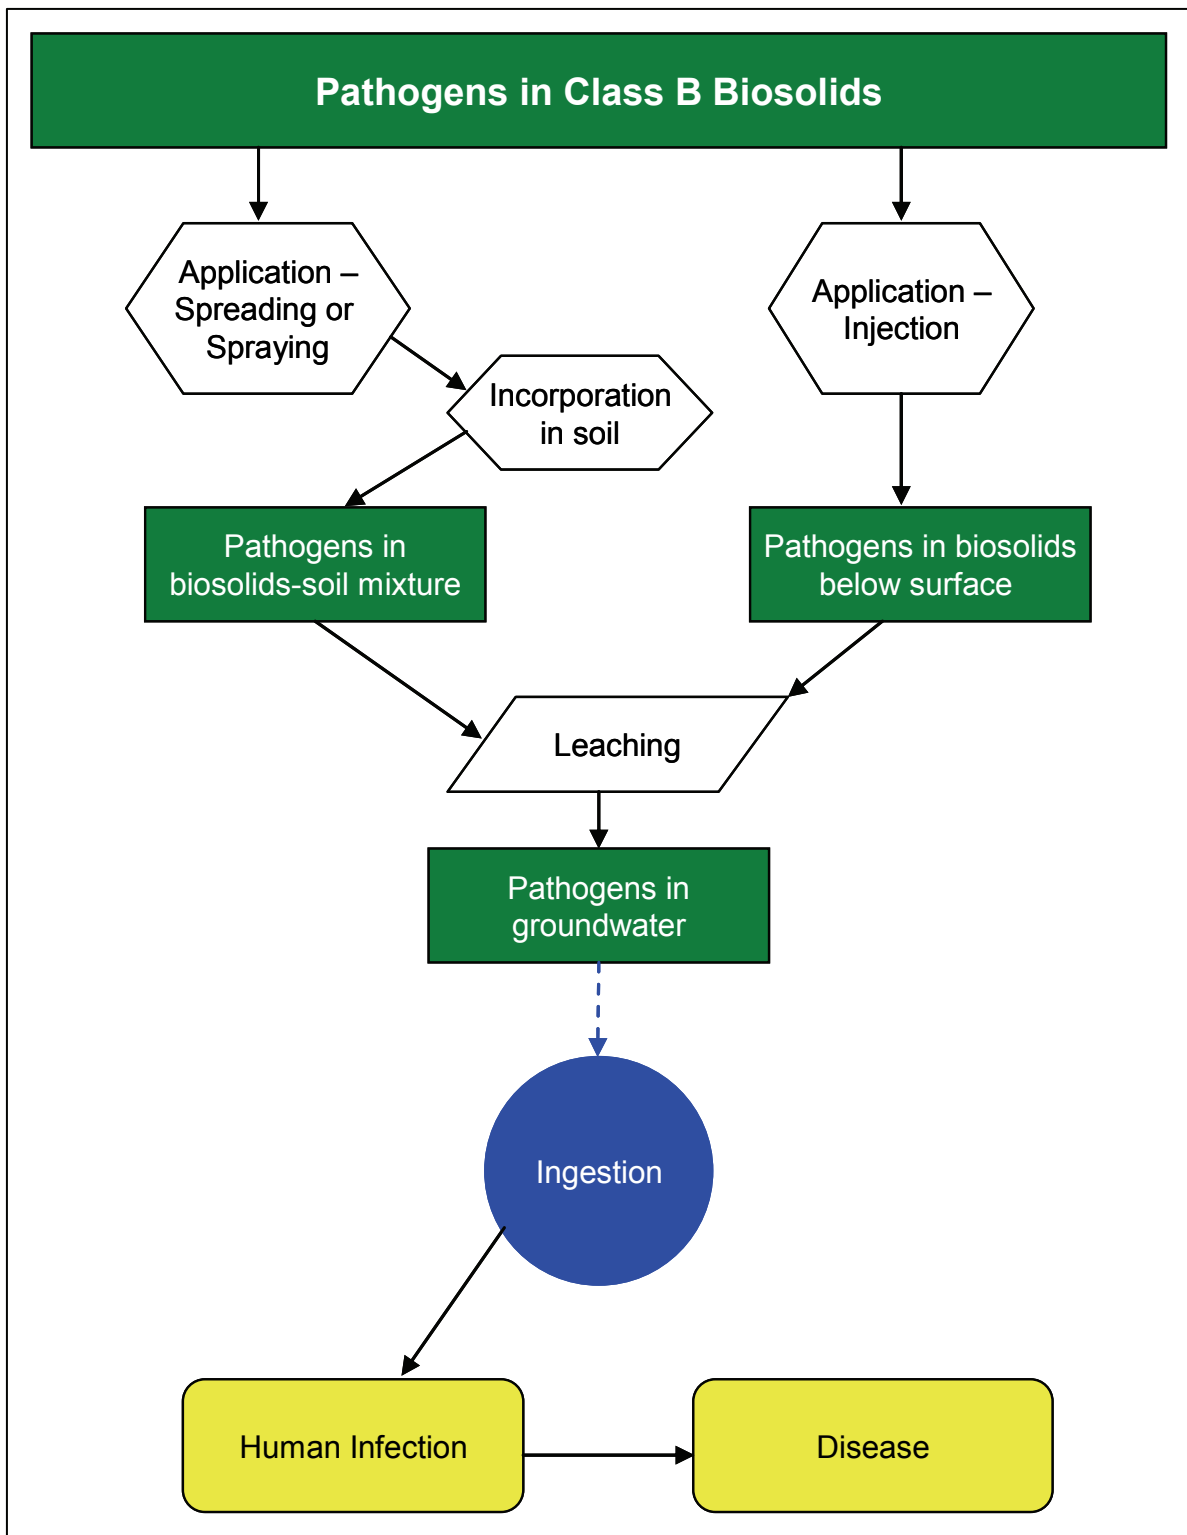 Pathogens in Class B Biosolids
Application –
Spreading or
Spraying
Application –
Injection
Incorporation
in soil
Pathogens in
biosolids-soil mixture
Pathogens in biosolids
below surface
Leaching
Pathogens in
groundwater
Ingestion
Human Infection
Disease